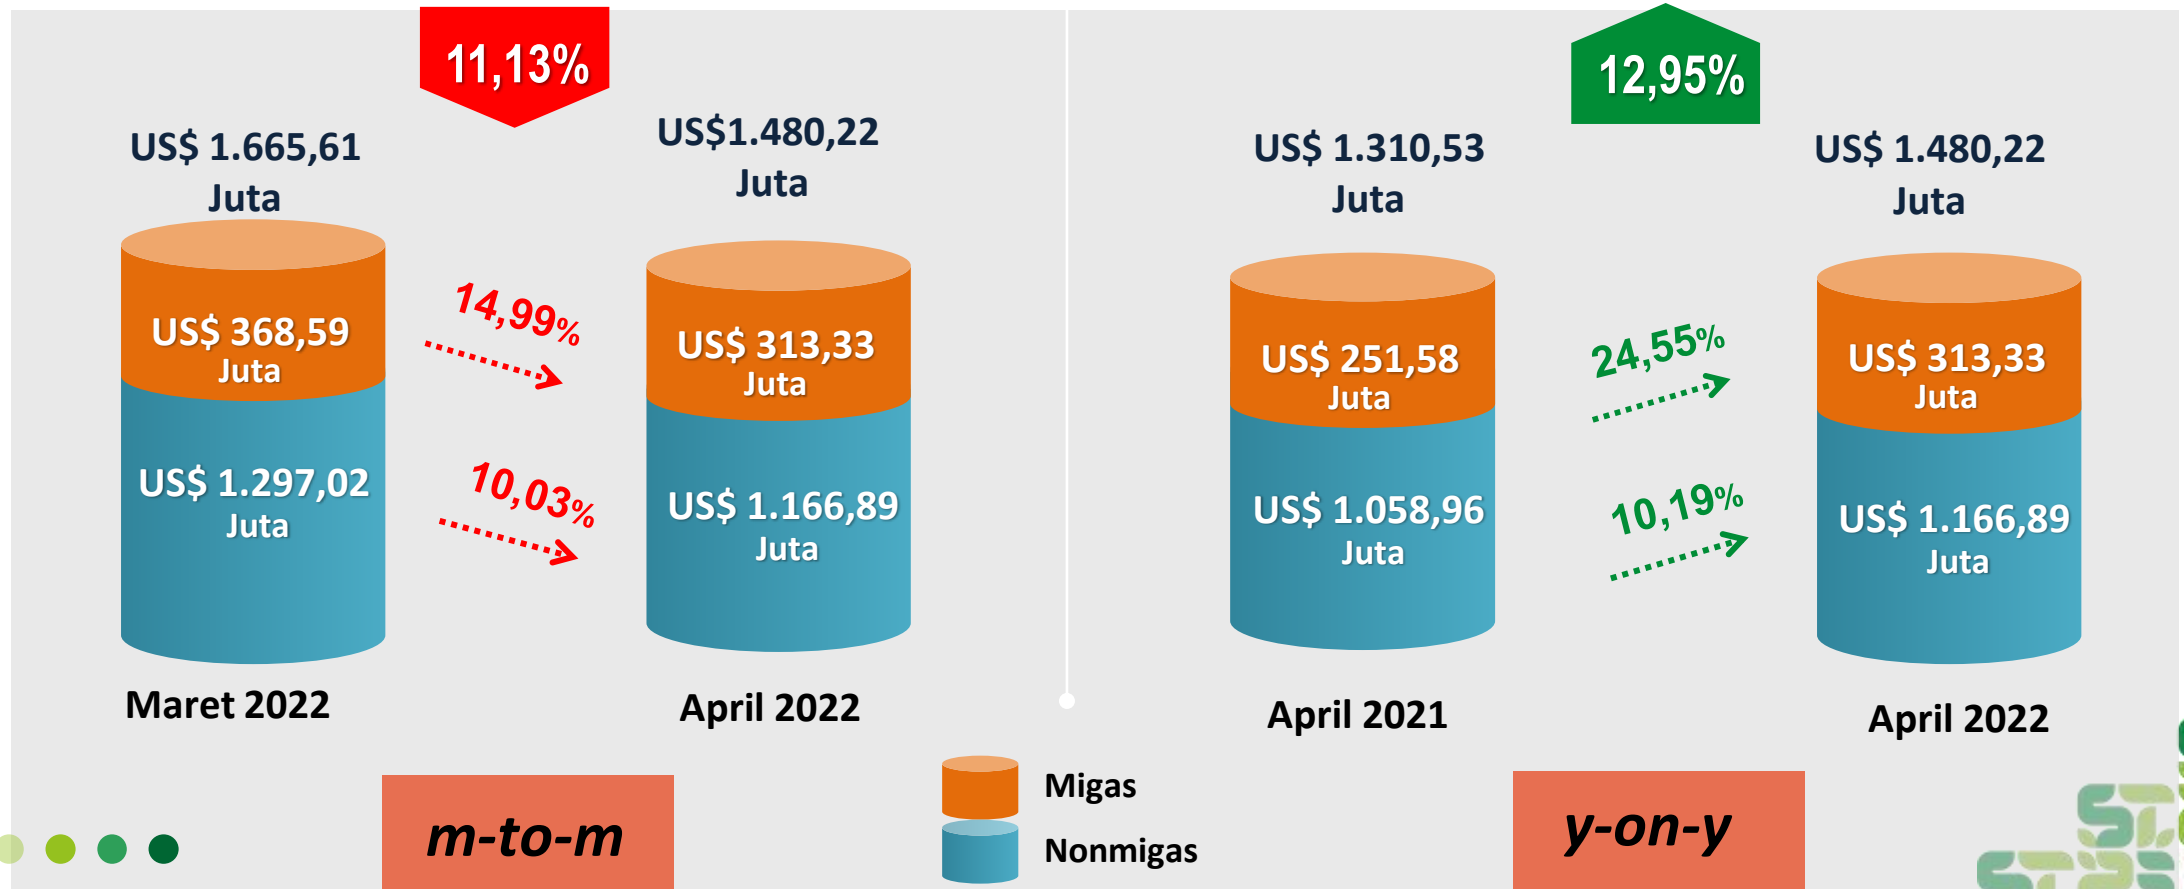 11,13%
US$ 1.665,61
Juta
US$1.480,22
Juta
US$ 368,59
Juta
14,99%
US$ 313,33
Juta
US$ 1.297,02
Juta
10,03%
US$ 1.166,89
Juta
Maret 2022
April 2022
m-to-m
12,95%
US$ 1.310,53
Juta
US$ 1.480,22
Juta
US$ 251,58
Juta
24,55%
US$ 313,33
Juta
US$ 1.058,96
Juta
10,19%
US$ 1.166,89
Juta
April 2021
April 2022
y-on-y
Migas
Nonmigas